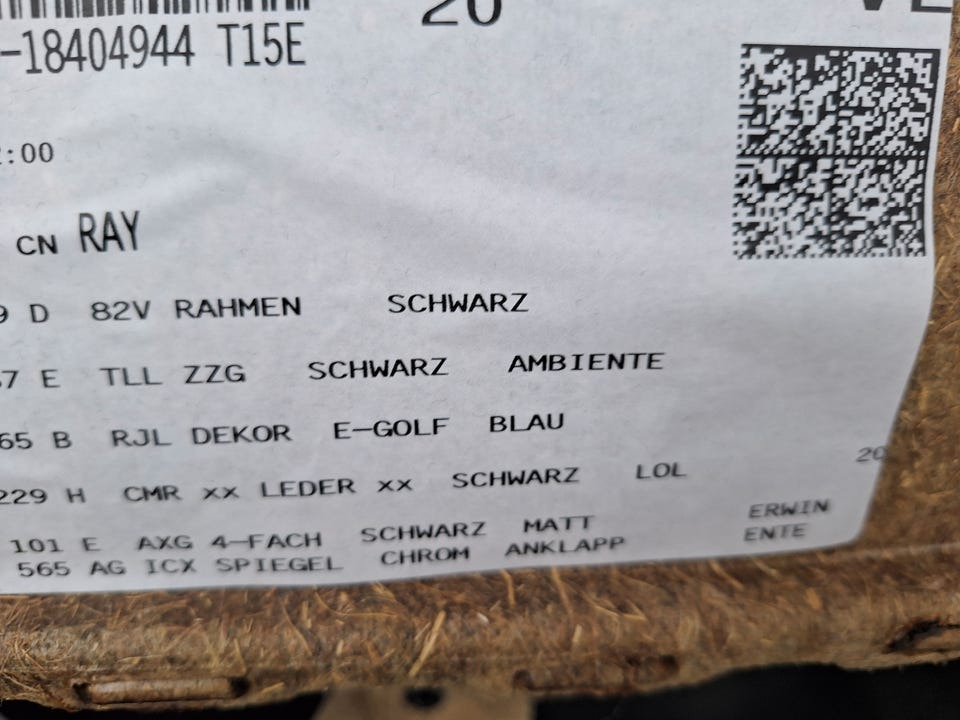 20
-18404944 T15E
:00
CN RAY
9 D 82V RAHMEN SCHWARZ
7 E TLL ZZG SCHWARZ AMBIENTE
65 B RJL DEKOR E-GOLF BLAU
229 H CMR xx LEDER xx SCHWARZ LOL 20
101 E AXG 4-FACH SCHWARZ MATT ERWIN
565 AG ICX SPIEGEL CHROM ANKLAPP ENTE